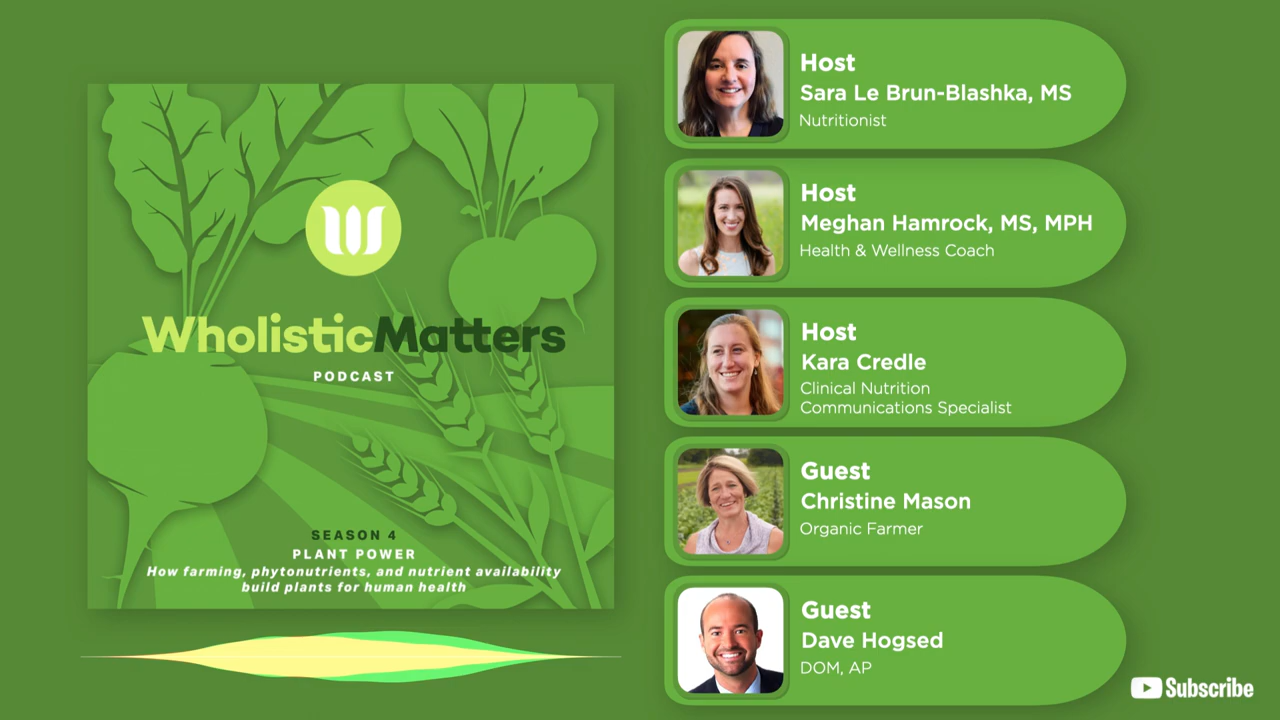 WholisticMatters
PODCAST
SEASON 4
PLANT POWER
How farming, phytonutrients, and nutrient availability
build plants for human health
Host
Sara Le Brun-Blashka, MS
Nutritionist
Host
Meghan Hamrock, MS, MPH
Health & Wellness Coach
Host
Kara Credle
Clinical Nutrition
Communications Specialist
Guest
Christine Mason
Organic Farmer
Guest
Dave Hogsed
DOM, AP
Subscribe